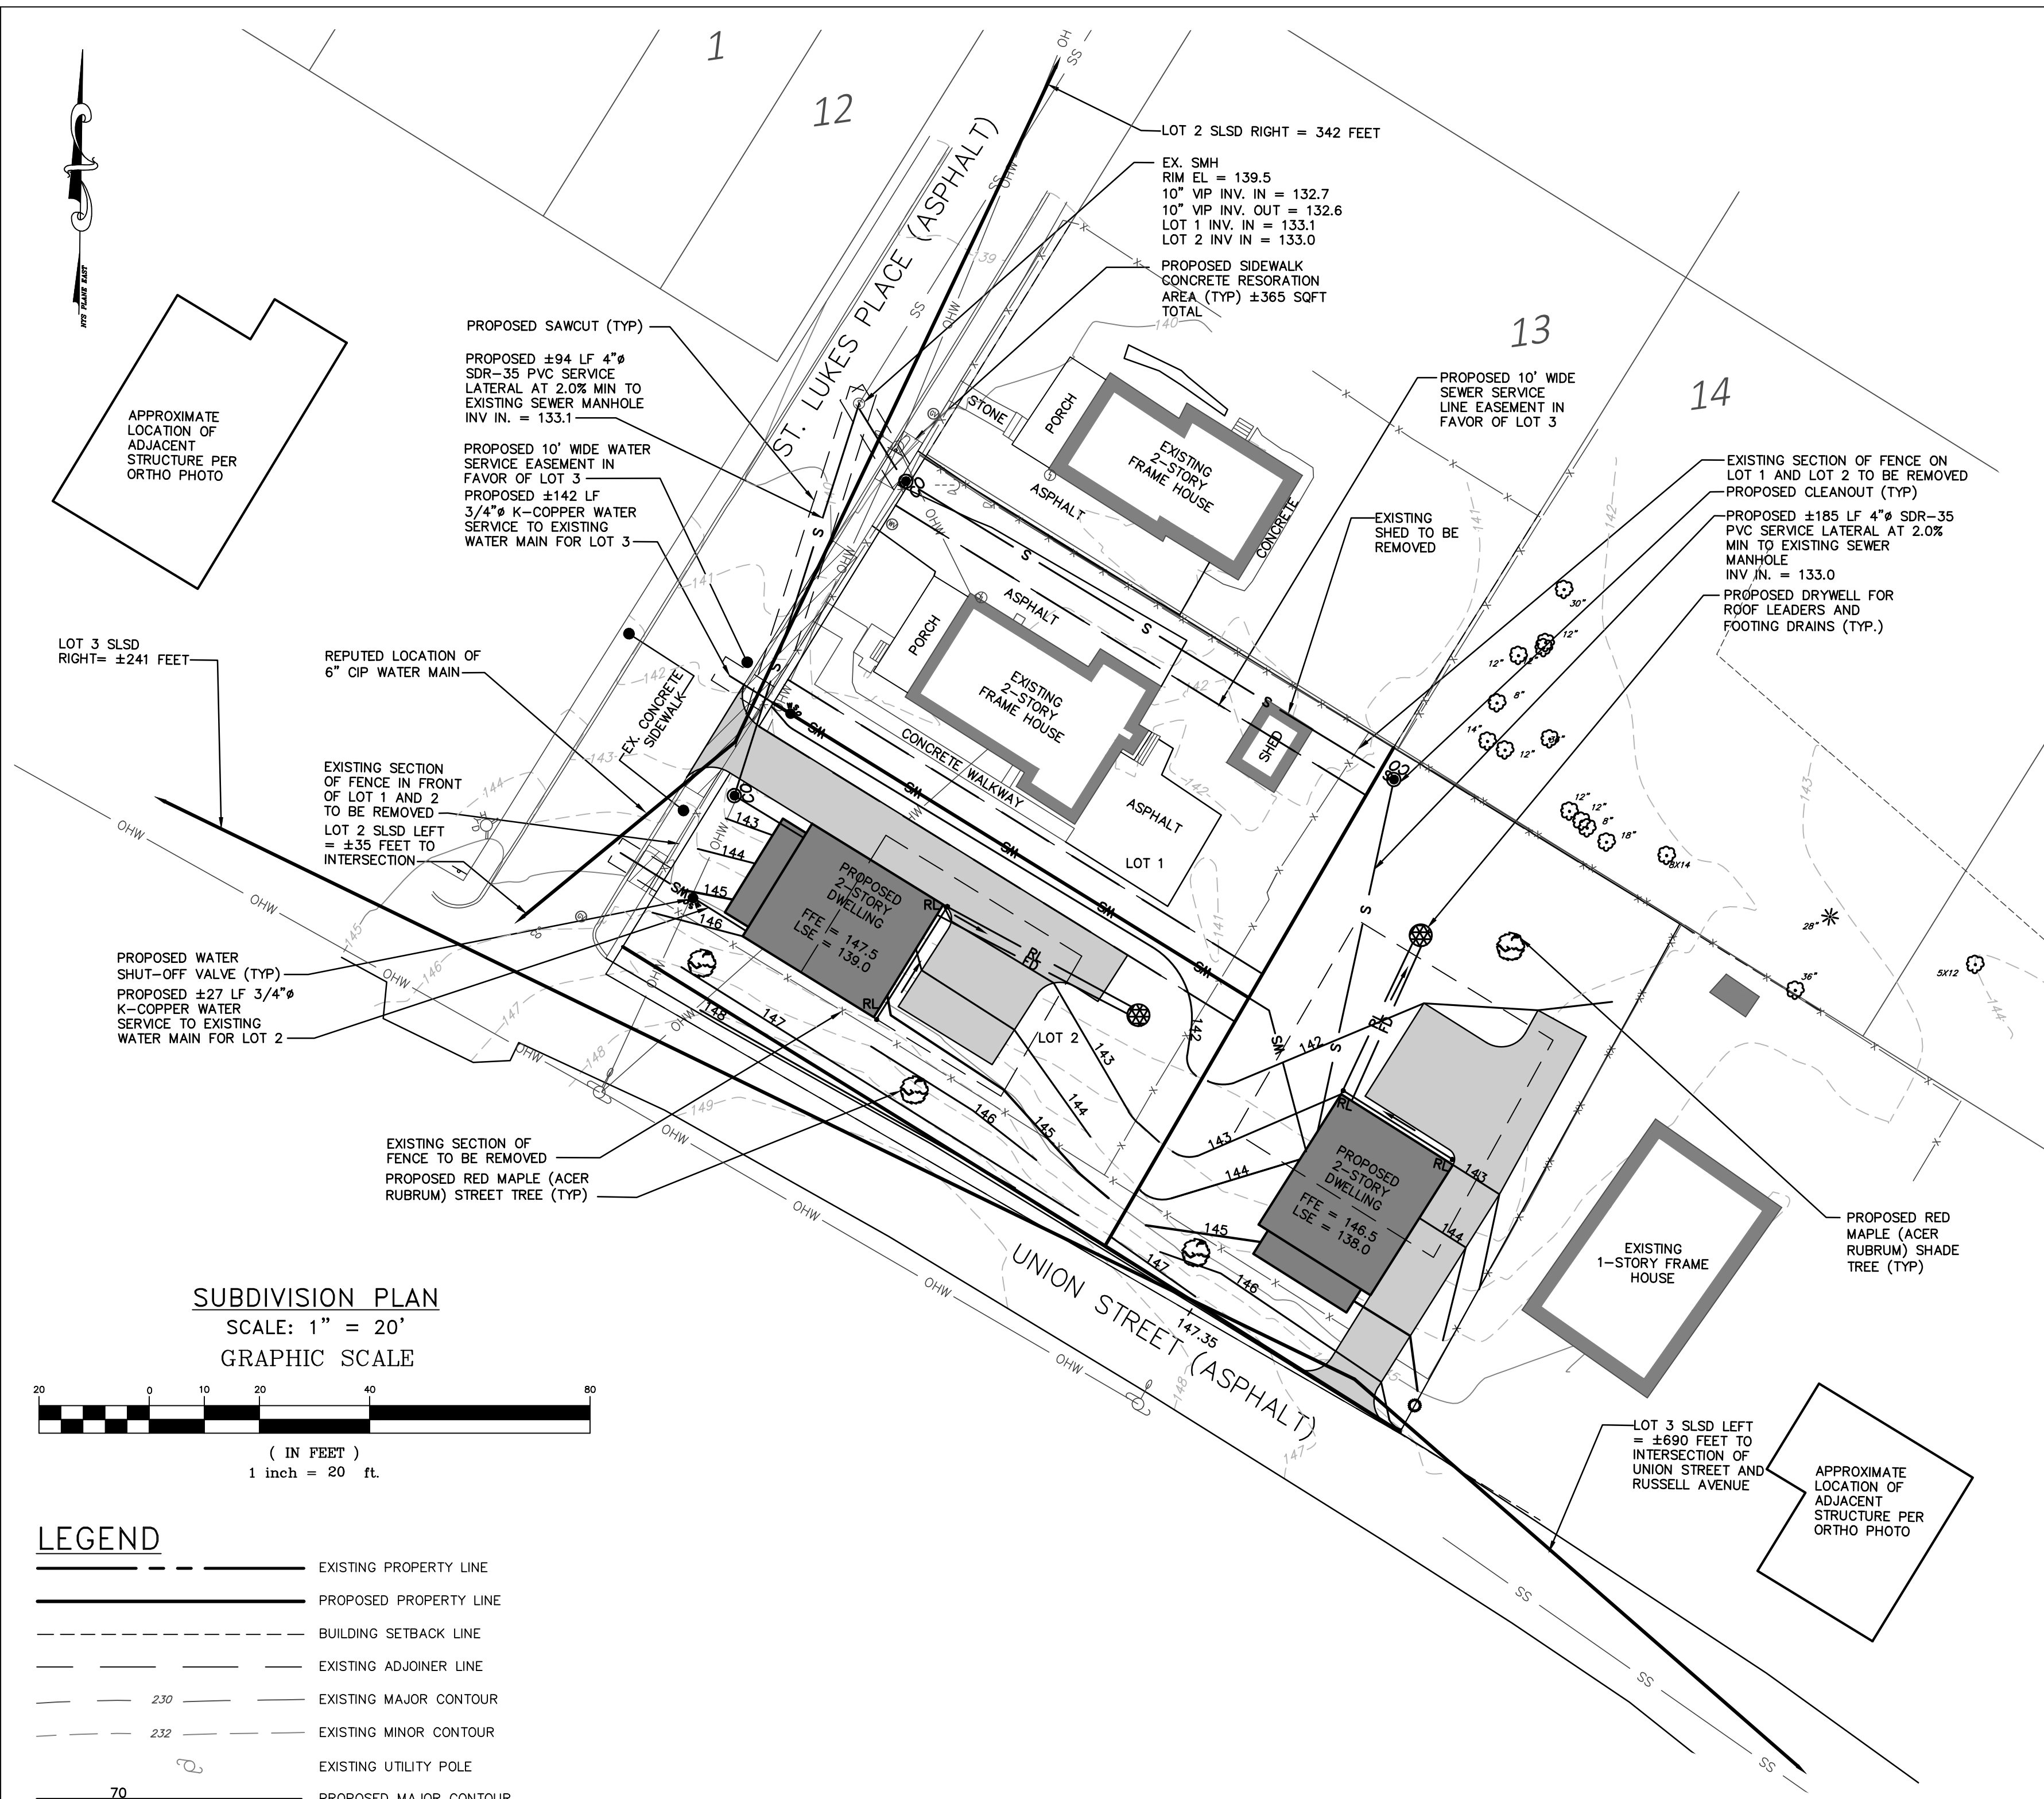 1
12
13
14
NYS PLANE EAST
ST. LUKES PLACE (ASPHALT)
LOT 2 SLSD RIGHT = 342 FEET
EX. SMH
RIM EL = 139.5
10" VIP INV. IN = 132.7
10" VIP INV. OUT = 132.6
LOT 1 INV. IN = 133.1
LOT 2 INV IN = 133.0
PROPOSED SIDEWALK
CONCRETE RESORATION
AREA (TYP) ±365 SQFT
TOTAL
PROPOSED SAWCUT (TYP)
PROPOSED ±94 LF 4"ø
SDR-35 PVC SERVICE
LATERAL AT 2.0% MIN TO
EXISTING SEWER MANHOLE
INV IN. = 133.1
PROPOSED 10' WIDE WATER
SERVICE EASEMENT IN
FAVOR OF LOT 3
PROPOSED ±142 LF
3/4"ø K-COPPER WATER
SERVICE TO EXISTING
WATER MAIN FOR LOT 3
APPROXIMATE
LOCATION OF
ADJACENT
STRUCTURE PER
ORTHO PHOTO
PROPOSED 10' WIDE
SEWER SERVICE
LINE EASEMENT IN
FAVOR OF LOT 3
EXISTING
SHED TO BE
REMOVED
EXISTING SECTION OF FENCE ON
LOT 1 AND LOT 2 TO BE REMOVED
PROPOSED CLEANOUT (TYP)
PROPOSED ±185 LF 4"ø SDR-35
PVC SERVICE LATERAL AT 2.0%
MIN TO EXISTING SEWER
MANHOLE
INV IN. = 133.0
PROPOSED DRYWELL FOR
ROOF LEADERS AND
FOOTING DRAINS (TYP.)
STONE
PORCH
EXISTING
2-STORY
FRAME HOUSE
ASPHALT
CONCRETE
PORCH
ASPHALT
EXISTING
2-STORY
FRAME HOUSE
CONCRETE WALKWAY
ASPHALT
LOT 1
SHED
LOT 3 SLSD
RIGHT= ±241 FEET
REPUTED LOCATION OF
6" CIP WATER MAIN
EX. CONCRETE
SIDEWALK
EXISTING SECTION
OF FENCE IN FRONT
OF LOT 1 AND 2
TO BE REMOVED
LOT 2 SLSD LEFT
= ±35 FEET TO
INTERSECTION
PROPOSED WATER
SHUT-OFF VALVE (TYP)
PROPOSED ±27 LF 3/4"ø
K-COPPER WATER
SERVICE TO EXISTING
WATER MAIN FOR LOT 2
PROPOSED
2-STORY
DWELLING
FFE = 147.5
LSE = 139.0
LOT 2
PROPOSED
2-STORY
DWELLING
FFE = 146.5
LSE = 138.0
EXISTING SECTION OF
FENCE TO BE REMOVED
PROPOSED RED MAPLE (ACER
RUBRUM) STREET TREE (TYP)
UNION STREET (ASPHALT)
147.35
EXISTING
1-STORY FRAME
HOUSE
PROPOSED RED
MAPLE (ACER
RUBRUM) SHADE
TREE (TYP)
LOT 3 SLSD LEFT
= ±690 FEET TO
INTERSECTION OF
UNION STREET AND
RUSSELL AVENUE
APPROXIMATE
LOCATION OF
ADJACENT
STRUCTURE PER
ORTHO PHOTO
SUBDIVISION PLAN
SCALE: 1" = 20'
GRAPHIC SCALE
20 0 10 20 40 80
( IN FEET )
1 inch = 20 ft.
LEGEND
EXISTING PROPERTY LINE
PROPOSED PROPERTY LINE
BUILDING SETBACK LINE
EXISTING ADJOINER LINE
230 EXISTING MAJOR CONTOUR
232 EXISTING MINOR CONTOUR
EXISTING UTILITY POLE
70 PROPOSED MAJOR CONTOUR